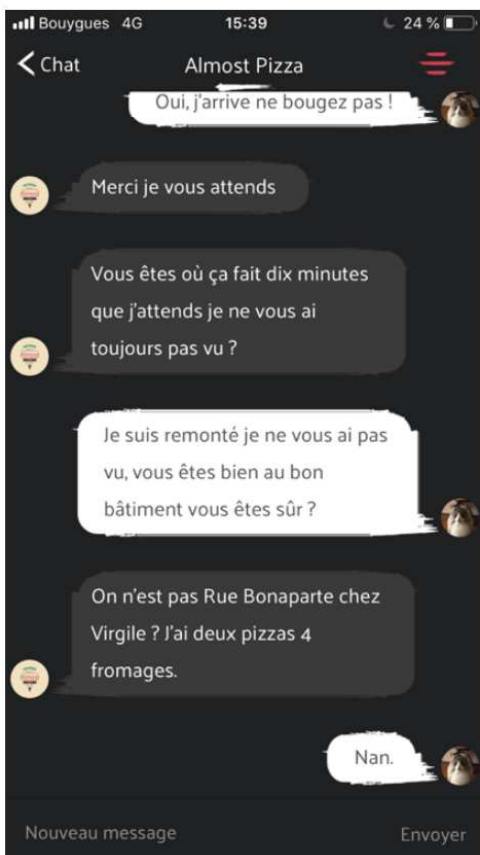 Bouygues 4G 15:39 24 %
Chat Almost Pizza
Oui, j'arrive ne bougez pas !
Merci je vous attends
Vous êtes où ça fait dix minutes
que j'attends je ne vous ai
toujours pas vu ?
Je suis remonté je ne vous ai pas
vu, vous êtes bien au bon
bâtiment vous êtes sûr ?
On n'est pas Rue Bonaparte chez
Virgile ? J'ai deux pizzas 4
fromages.
Nan.
Nouveau message Envoyer